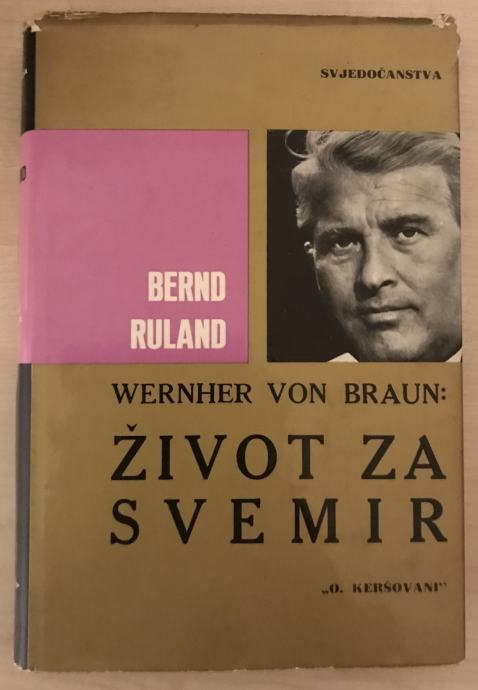 SVJEDOČANSTVA
BERND
RULAND
WERNHER VON BRAUN:
ŽIVOT ZA
SVEMIR
„O. KERŠOVANI"